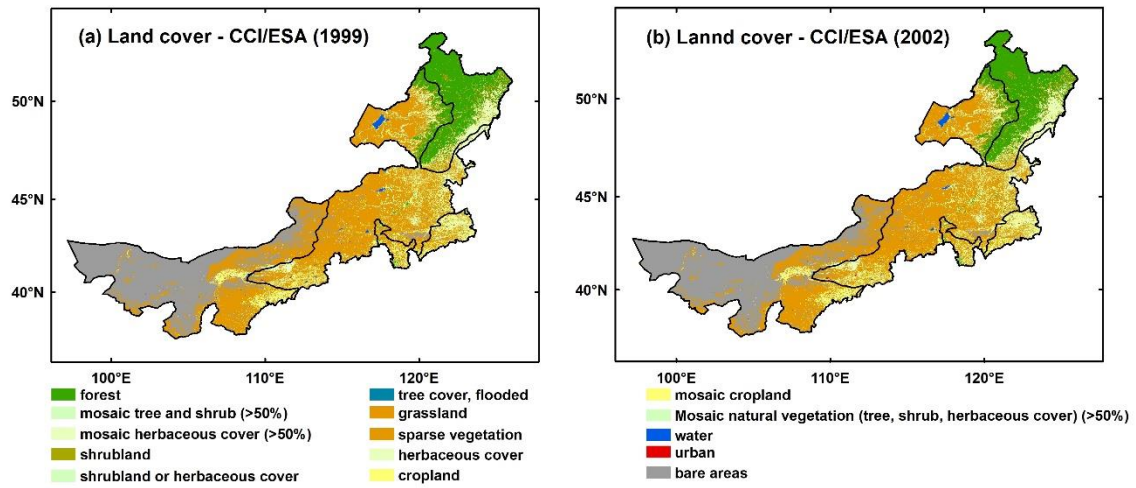 (a) Land cover - CCI/ESA (1999)
50°N
45°N
40°N
100°E 110°E 120°E
(b) Lannd cover - CCI/ESA (2002)
50°N
45°N
40°N
100°E 110°E 120°E
forest
mosaic tree and shrub (>50%)
mosaic herbaceous cover (>50%)
shrubland
shrubland or herbaceous cover
tree cover, flooded
grassland
sparse vegetation
herbaceous cover
cropland
mosaic cropland
Mosaic natural vegetation (tree, shrub, herbaceous cover) (>50%)
water
urban
bare areas